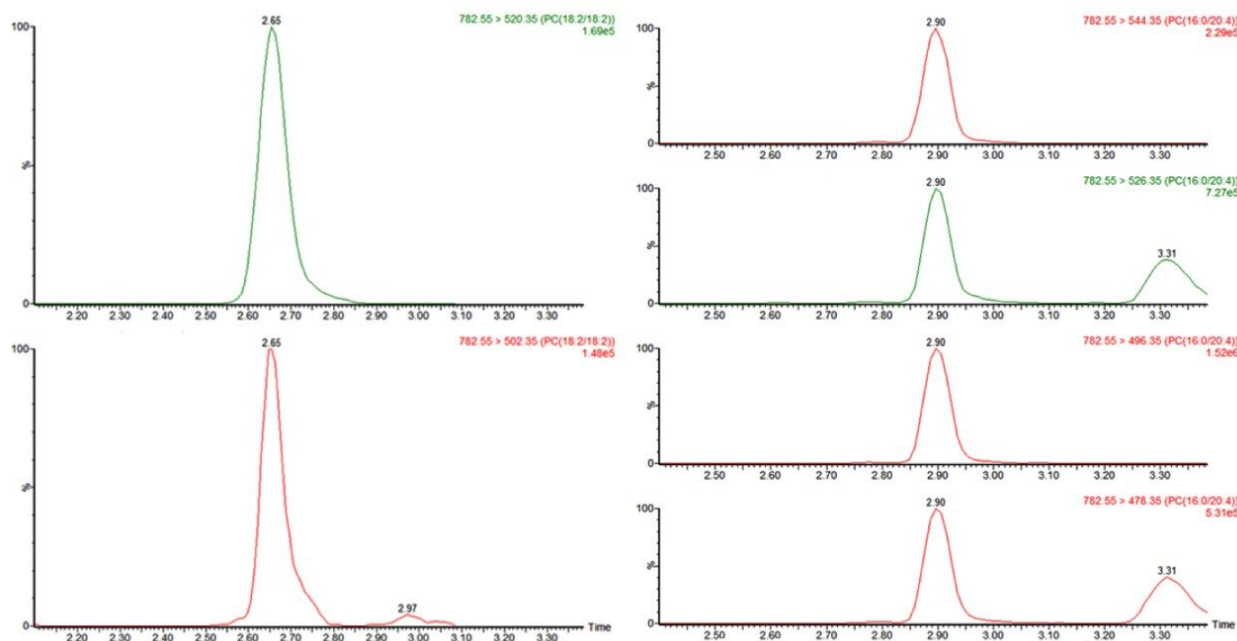 2.65
782.55 > 520.35 (PC(18:2/18:2))
1.69e5
100
%
0
2.20 2.30 2.40 2.50 2.60 2.70 2.80 2.90 3.00 3.10 3.20 3.30
2.65
782.55 > 502.35 (PC(18:2/18:2))
1.48e5
100
%
2.97
0
2.20 2.30 2.40 2.50 2.60 2.70 2.80 2.90 3.00 3.10 3.20 3.30 Time
2.90
782.55 > 544.35 (PC(16:0/20:4))
2.29e5
100
%
0
2.50 2.60 2.70 2.80 2.90 3.00 3.10 3.20 3.30
2.90
782.55 > 526.35 (PC(16:0/20:4))
7.27e5
100
%
3.31
0
2.50 2.60 2.70 2.80 2.90 3.00 3.10 3.20 3.30
2.90
782.55 > 496.35 (PC(16:0/20:4))
1.52e6
100
%
0
2.50 2.60 2.70 2.80 2.90 3.00 3.10 3.20 3.30
2.90
782.55 > 478.35 (PC(16:0/20:4))
5.31e5
100
%
3.31
0
2.50 2.60 2.70 2.80 2.90 3.00 3.10 3.20 3.30 Time